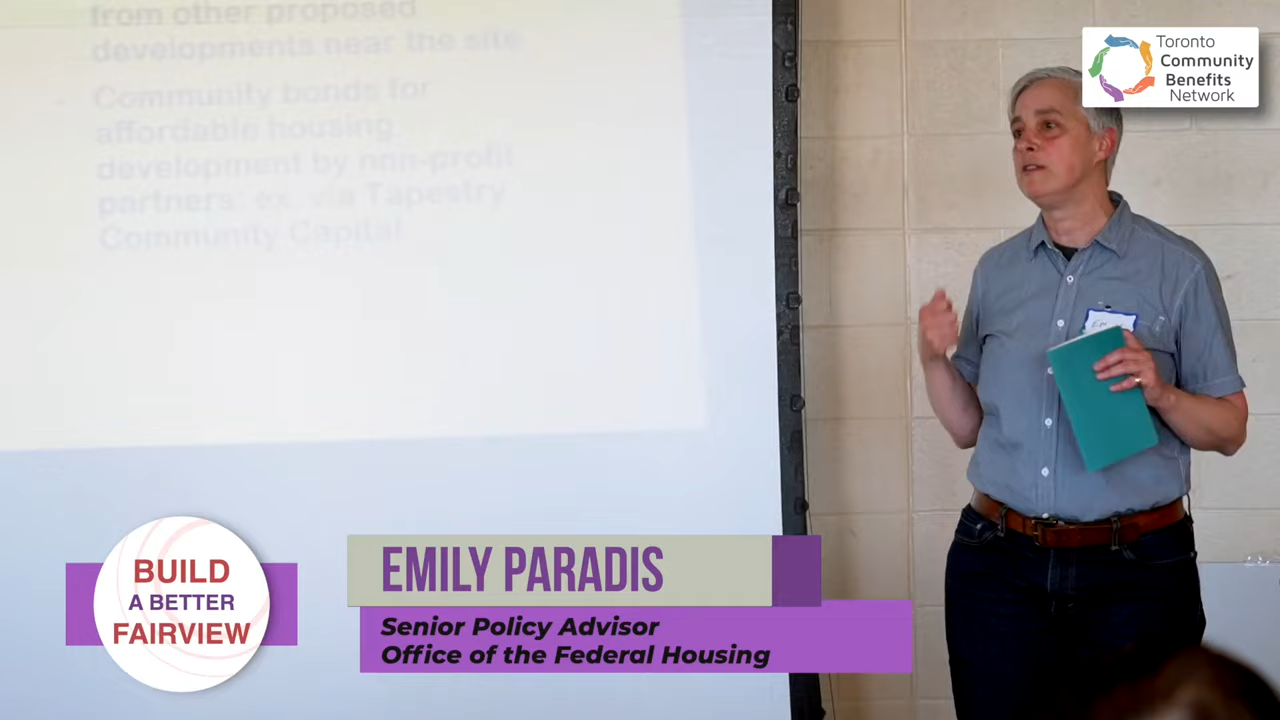 from other proposed
developments near the site
- Community bonds for
affordable housing
development by non-profit
partners: ex. via Tapestry
Community Capital
Toronto
Community
Benefits
Network
Em
BUILD
A BETTER
FAIRVIEW
EMILY PARADIS
Senior Policy Advisor
Office of the Federal Housing